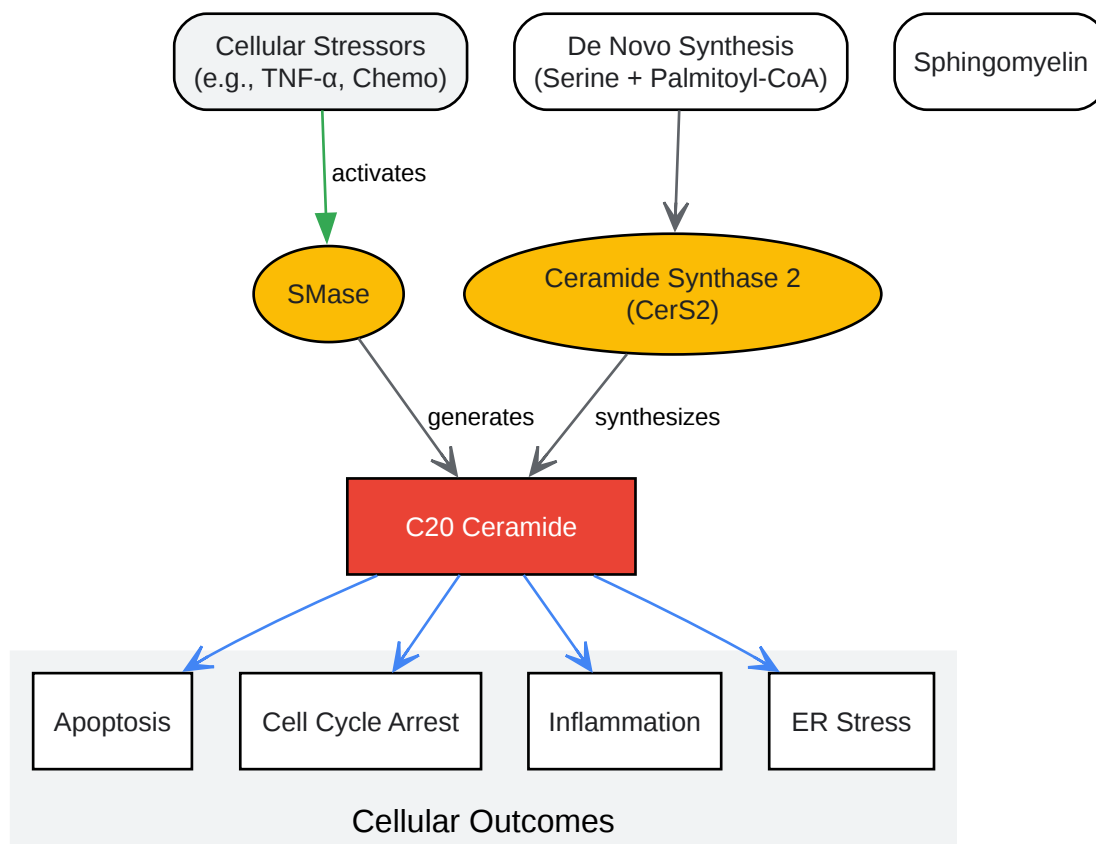 Cellular Stressors
(e.g., TNF-α, Chemo)
De Novo Synthesis
(Serine + Palmitoyl-CoA)
Sphingomyelin
activates
SMase
Ceramide Synthase 2
(CerS2)
generates
synthesizes
C20 Ceramide
Apoptosis
Cell Cycle Arrest
Inflammation
ER Stress
Cellular Outcomes